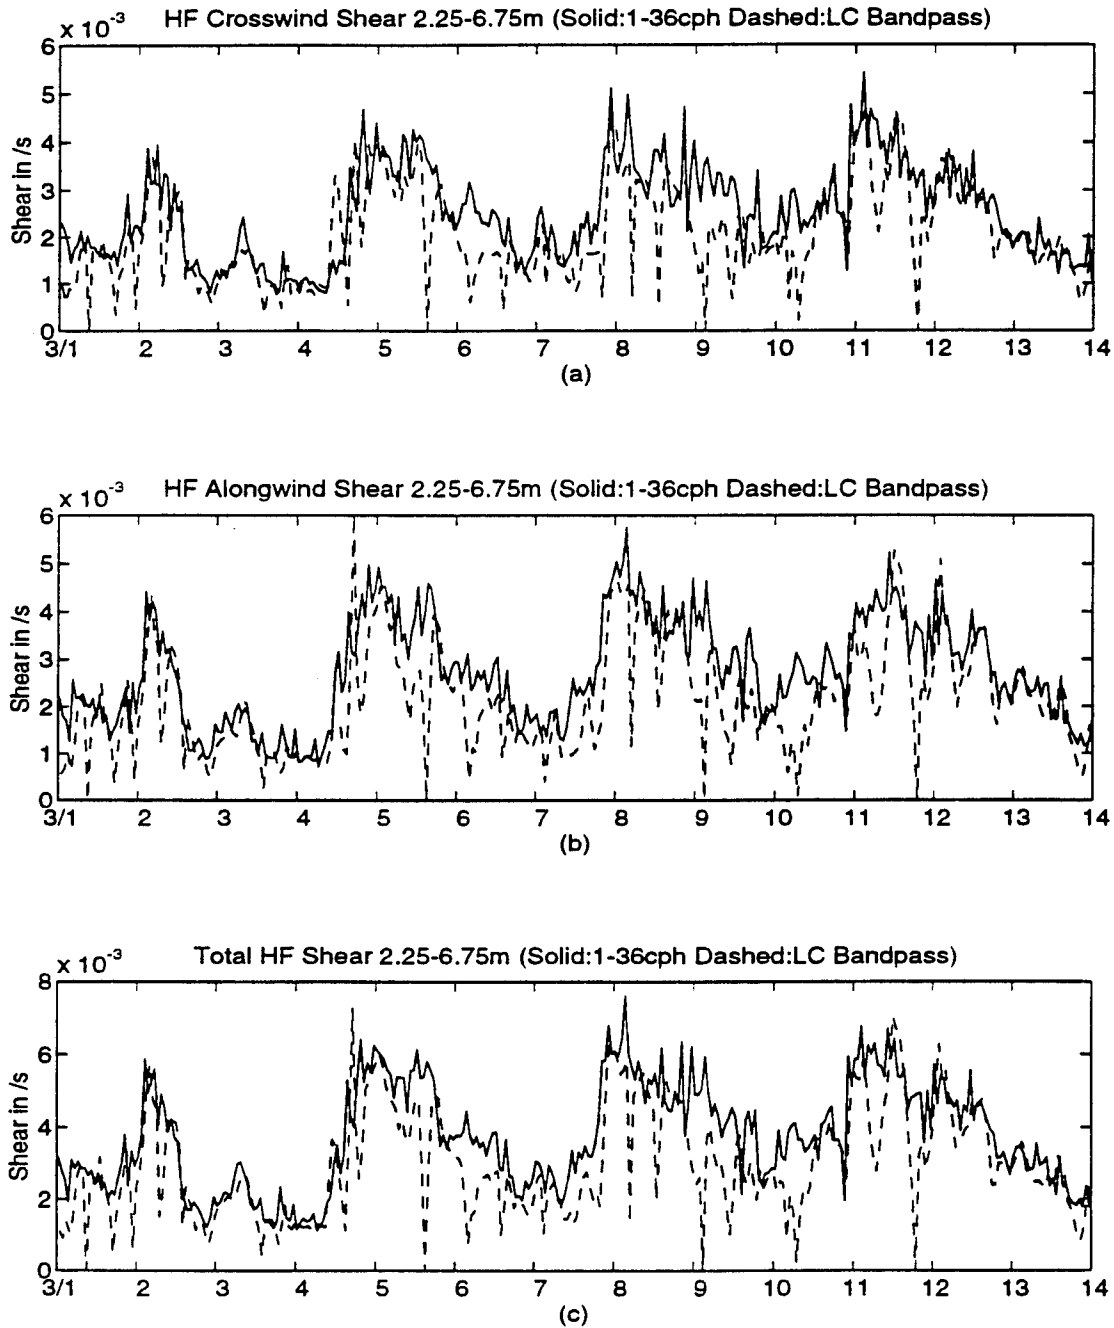 HF Crosswind Shear 2.25-6.75m (Solid:1-36cph Dashed:LC Bandpass)
x 10⁻³
6
5
4
3
2
1
0
Shear in /s
3/1 2 3 4 5 6 7 8 9 10 11 12 13 14
(a)
HF Alongwind Shear 2.25-6.75m (Solid:1-36cph Dashed:LC Bandpass)
x 10⁻³
6
5
4
3
2
1
0
Shear in /s
3/1 2 3 4 5 6 7 8 9 10 11 12 13 14
(b)
Total HF Shear 2.25-6.75m (Solid:1-36cph Dashed:LC Bandpass)
x 10⁻³
8
6
4
2
0
Shear in /s
3/1 2 3 4 5 6 7 8 9 10 11 12 13 14
(c)